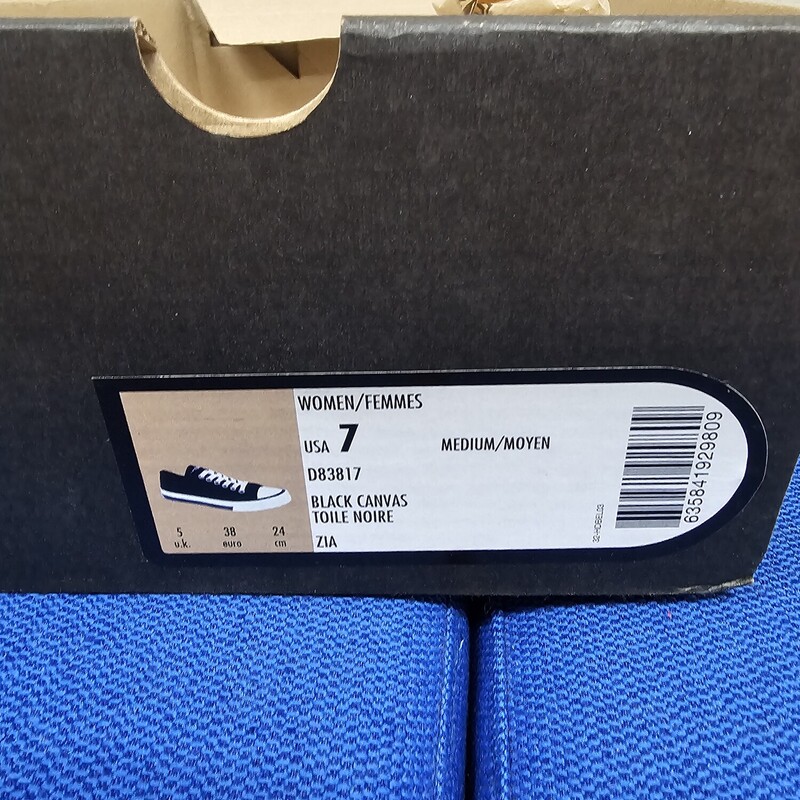 WOMEN/FEMMES
USA 7 MEDIUM/MOYEN
D83817
BLACK CANVAS
TOILE NOIRE
ZIA
5 38 24
u.k. euro cm
635841929809